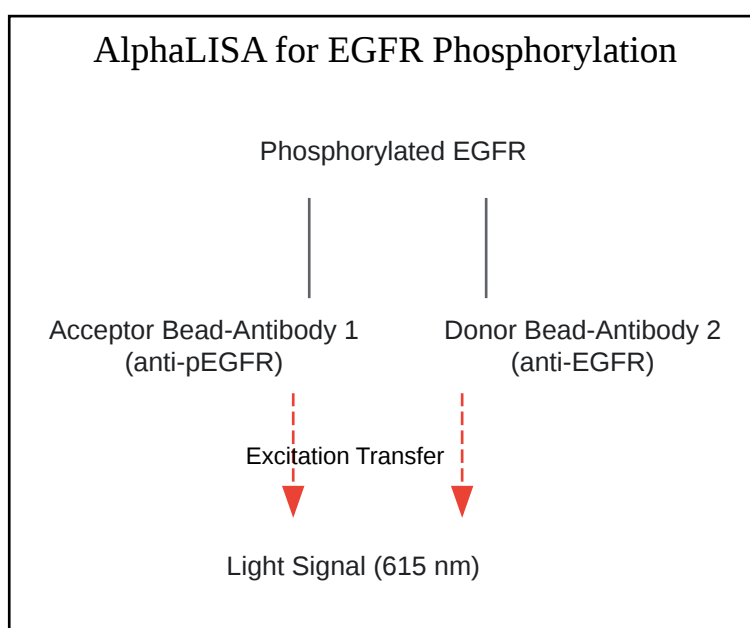 AlphaLISA for EGFR Phosphorylation
Phosphorylated EGFR
Acceptor Bead-Antibody 1
(anti-pEGFR)
Donor Bead-Antibody 2
(anti-EGFR)
Excitation Transfer
Light Signal (615 nm)